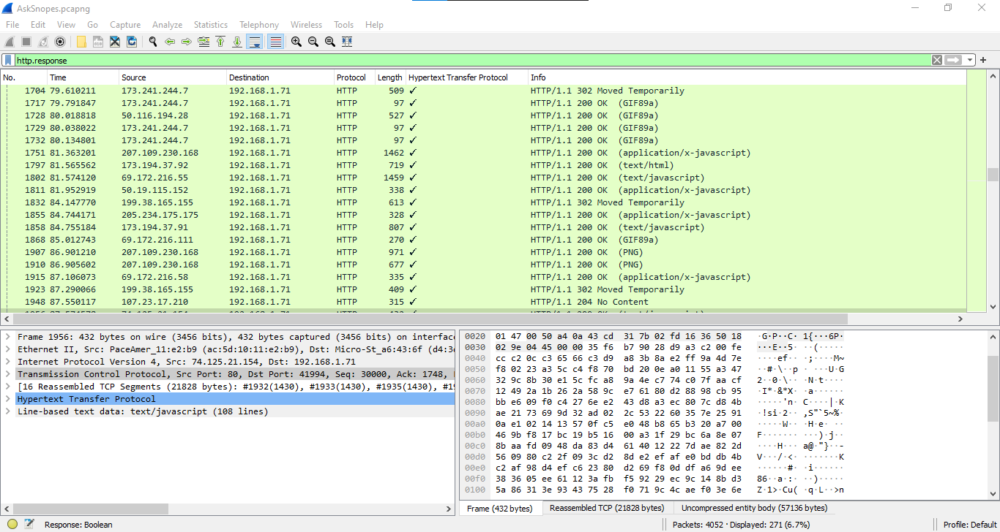 AskSnopes.pcapng
File Edit View Go Capture Analyze Statistics Telephony Wireless Tools Help
http.response
No. Time Source Destination Protocol Length Hypertext Transfer Protocol Info
1704 79.610211 173.241.244.7 192.168.1.71 HTTP 509 ✓ HTTP/1.1 302 Moved Temporarily
1717 79.791847 173.241.244.7 192.168.1.71 HTTP 97 ✓ HTTP/1.1 200 OK (GIF89a)
1728 80.018818 50.116.194.28 192.168.1.71 HTTP 527 ✓ HTTP/1.1 200 OK (GIF89a)
1729 80.038022 173.241.244.7 192.168.1.71 HTTP 97 ✓ HTTP/1.1 200 OK (GIF89a)
1732 80.134801 173.241.244.7 192.168.1.71 HTTP 97 ✓ HTTP/1.1 200 OK (GIF89a)
1751 81.363201 207.109.230.168 192.168.1.71 HTTP 1462 ✓ HTTP/1.1 200 OK (application/x-javascript)
1797 81.565562 173.194.37.92 192.168.1.71 HTTP 719 ✓ HTTP/1.1 200 OK (text/html)
1802 81.574120 69.172.216.55 192.168.1.71 HTTP 1459 ✓ HTTP/1.1 200 OK (text/javascript)
1811 81.952919 50.19.115.152 192.168.1.71 HTTP 338 ✓ HTTP/1.1 200 OK (application/x-javascript)
1832 84.147770 199.38.165.155 192.168.1.71 HTTP 613 ✓ HTTP/1.1 302 Moved Temporarily
1855 84.744171 205.234.175.175 192.168.1.71 HTTP 328 ✓ HTTP/1.1 200 OK (application/x-javascript)
1858 84.755184 173.194.37.91 192.168.1.71 HTTP 807 ✓ HTTP/1.1 200 OK (text/javascript)
1868 85.012743 69.172.216.111 192.168.1.71 HTTP 270 ✓ HTTP/1.1 200 OK (GIF89a)
1907 86.901210 207.109.230.168 192.168.1.71 HTTP 971 ✓ HTTP/1.1 200 OK (PNG)
1910 86.905602 207.109.230.168 192.168.1.71 HTTP 677 ✓ HTTP/1.1 200 OK (PNG)
1915 87.106073 69.172.216.58 192.168.1.71 HTTP 335 ✓ HTTP/1.1 200 OK (application/x-javascript)
1923 87.290066 199.38.165.155 192.168.1.71 HTTP 409 ✓ HTTP/1.1 302 Moved Temporarily
1948 87.550117 107.23.17.210 192.168.1.71 HTTP 315 ✓ HTTP/1.1 204 No Content
Frame 1956: 432 bytes on wire (3456 bits), 432 bytes captured (3456 bits) on interface
Ethernet II, Src: PaceAmer_11:e2:b9 (ac:5d:10:11:e2:b9), Dst: Micro-St_a6:43:6f (d4:3d
Internet Protocol Version 4, Src: 74.125.21.154, Dst: 192.168.1.71
Transmission Control Protocol, Src Port: 80, Dst Port: 41994, Seq: 30000, Ack: 1748,
[16 Reassembled TCP Segments (21828 bytes): #1932(1430), #1933(1430), #1935(1430),
Hypertext Transfer Protocol
Line-based text data: text/javascript (108 lines)
0020 01 47 00 50 a4 0a 43 cd 31 7b 02 fd 16 36 50 18 ·G·P··C· 1{···6P·
0030 02 9e 04 45 00 00 35 f6 b7 90 28 d9 a3 c2 00 fe ···E··5· ··(·····
0040 cc c2 c0 c3 65 66 c3 d9 a8 3b 8a e2 ff 9a 4d 7e ····ef·· ·;····M~
0050 f8 02 23 a3 5c c4 f8 70 bd 20 0e a0 11 55 a3 47 ··#·\··p · ···U·G
0060 32 9c 8b 30 e1 5c fc a8 9a 4e c7 74 c0 7f aa cf 2··0·\·· ·N·t····
0070 12 49 2a 1b 26 2a 58 9c e7 61 80 d2 88 98 cb 95 ·I*·&*X· ·a······
0080 bb e6 09 f0 c4 27 6e e2 43 d8 a3 ec 80 7c d8 4b ·····'n· C····|·K
0090 ae 21 73 69 9d 32 ad 02 2c 53 22 60 35 7e 25 91 ·!si·2·· ,S"`5~%·
00a0 0a e1 02 14 13 57 0f c5 e0 48 b8 65 b3 20 a7 00 ·····W·· ·H·e· ··
00b0 46 9b f8 17 bc 19 b5 16 00 a3 1f 29 bc 6a 8e 07 F······· ···)·j··
00c0 8b aa fd 09 48 da 83 d4 61 40 12 22 7d ae 82 2d ····H··· a@·"}··-
00d0 56 09 80 c2 2f 09 3c d2 8d e2 ef af e0 bd db 4b V···/·<· ·······K
00e0 c2 af 98 d4 ef c6 23 80 d2 69 f8 0d df a6 9d ee ······#· ·i······
00f0 38 36 05 ee 61 12 3a fb f5 92 29 ec 9c 14 8b d3 86··a·:· ··)·····
0100 5a 86 31 3e 93 43 75 28 f0 71 9c 4c ae f0 3e 6e Z·1>·Cu( ·q·L··>n
Frame (432 bytes) Reassembled TCP (21828 bytes) Uncompressed entity body (57136 bytes)
Response: Boolean Packets: 4052 · Displayed: 271 (6.7%) Profile: Default